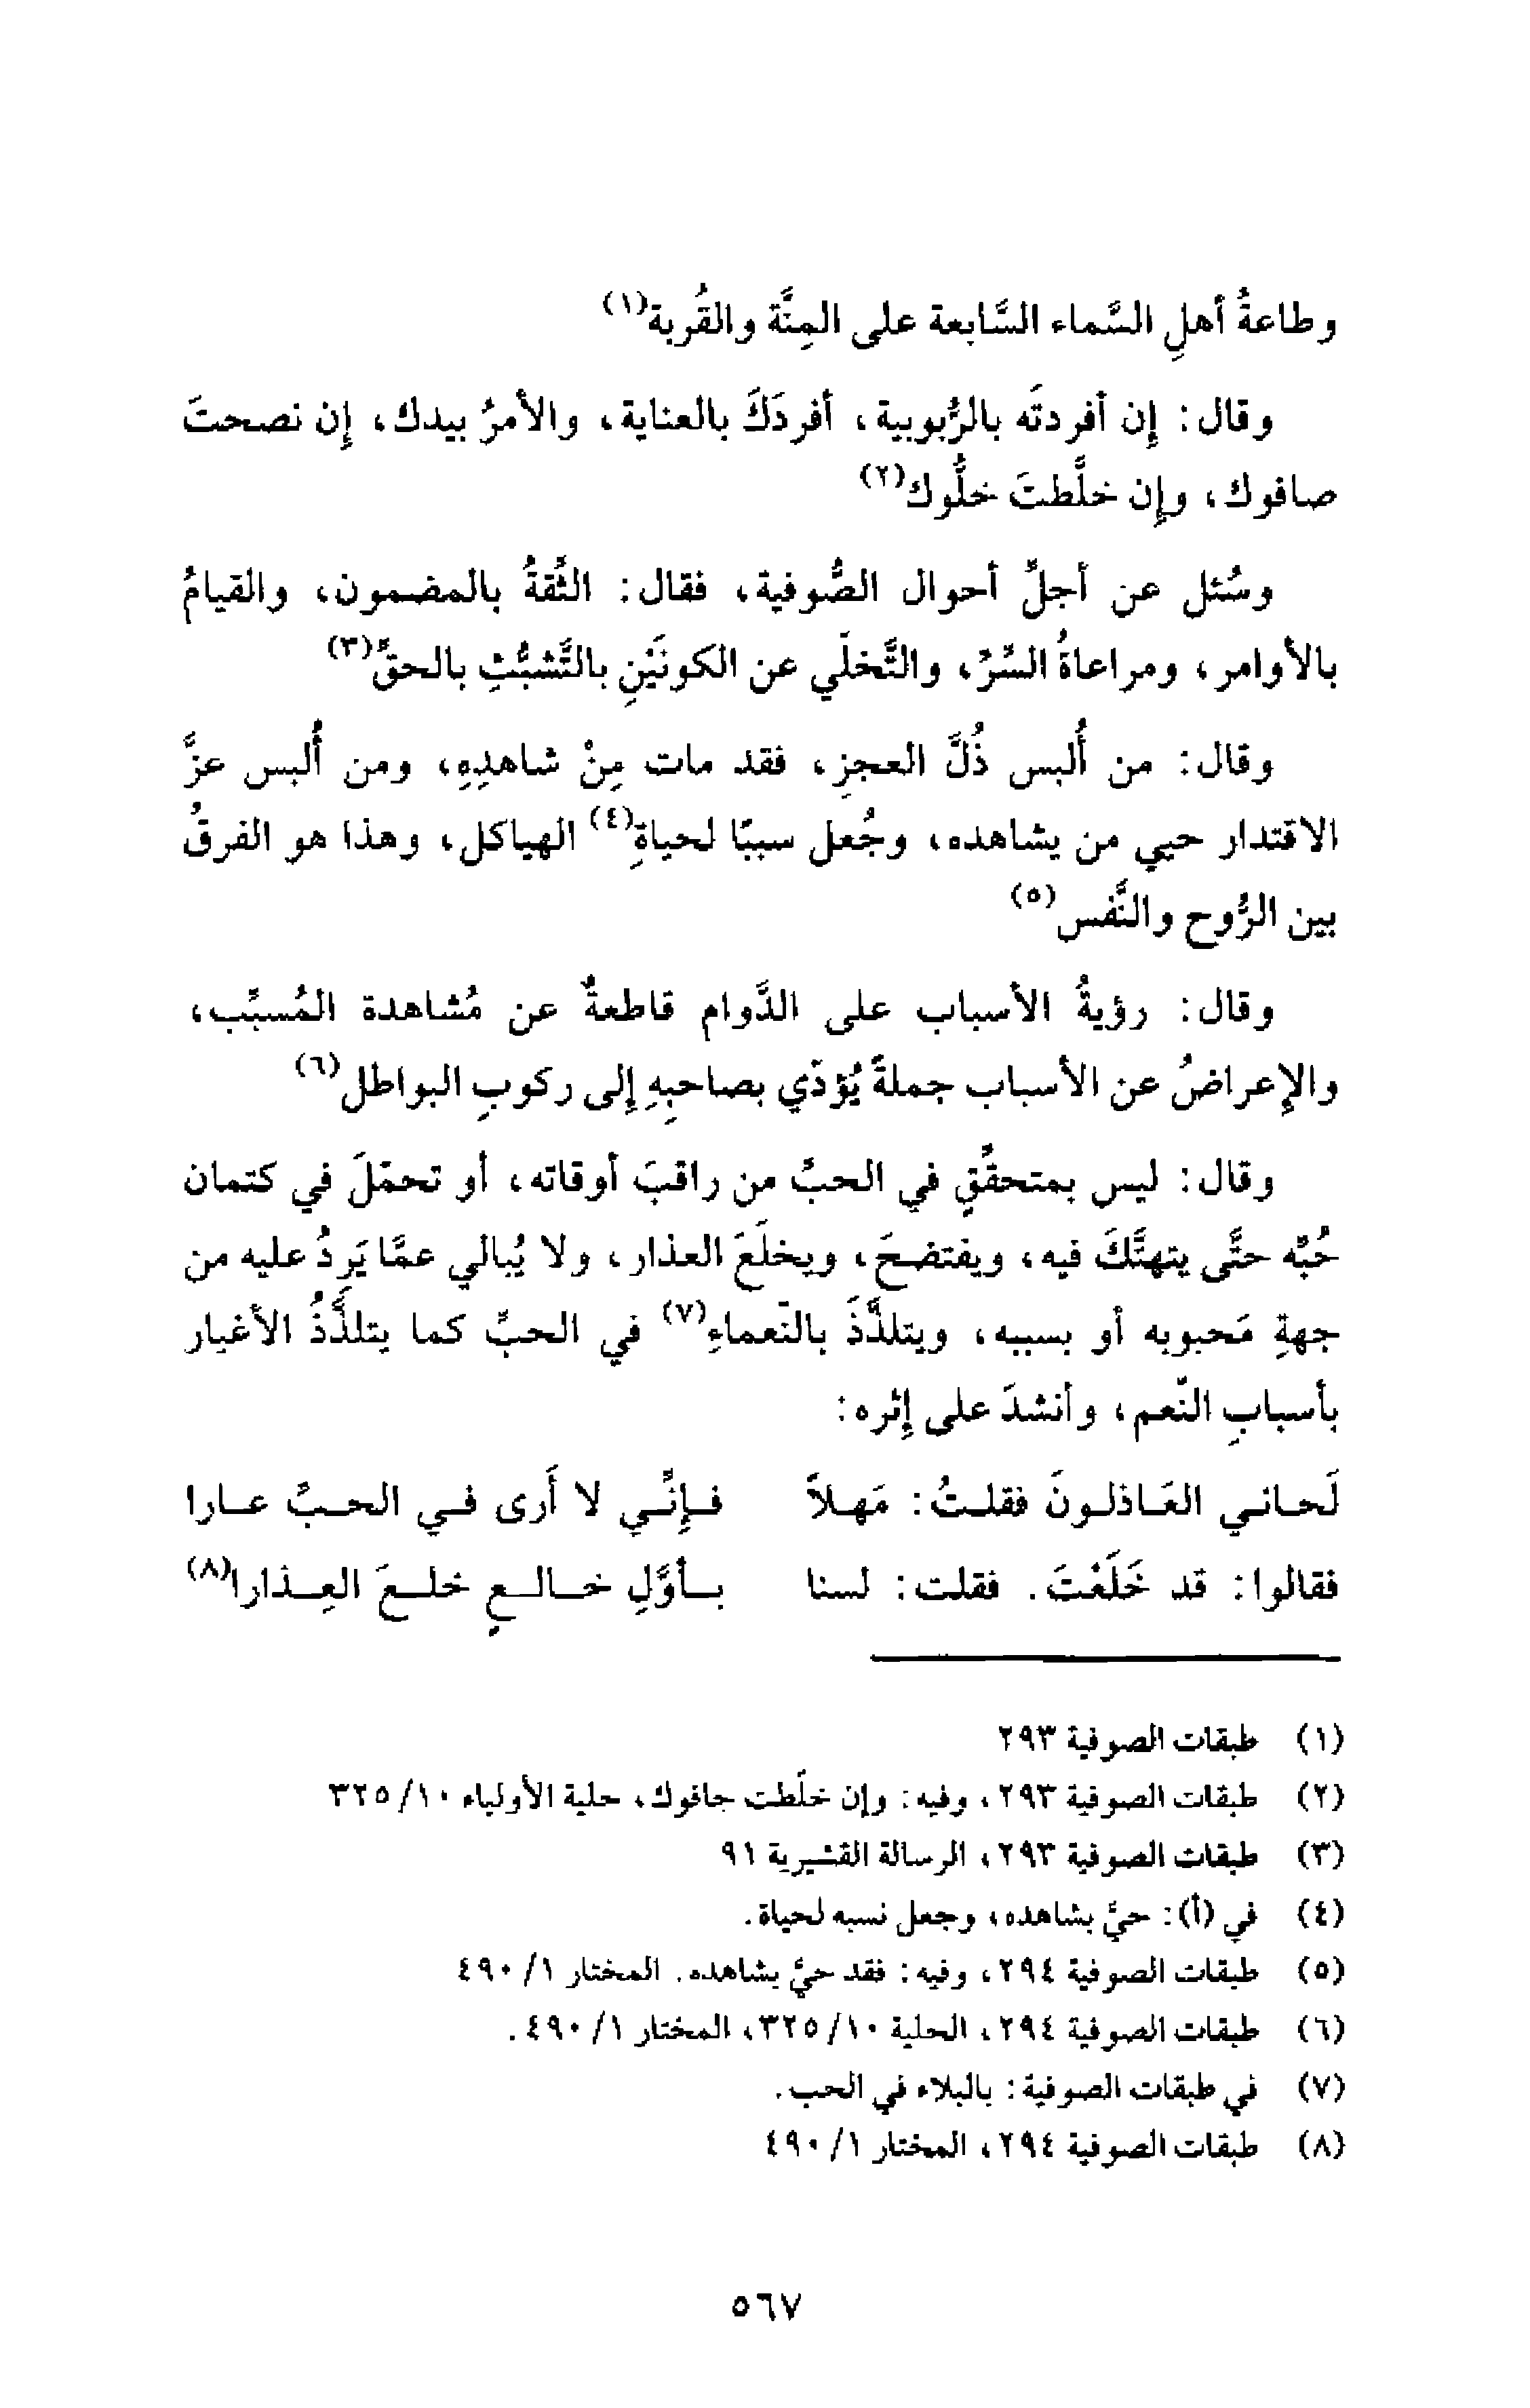 وطاعةُ أهلِ السَّماء السَّابعة على المِنَّة والقُربة(١)
وقال: إن أفردتَه بالرُّبوبية، أفردَكَ بالعناية، والأمرُ بيدك، إن نصحتَ
صافوك، وإن خلَّطتَ خلُّوك(٢)
وسُئل عن أجلِّ أحوال الصُّوفية، فقال: الثِّقةُ بالمضمون، والقيامُ
بالأوامر، ومراعاةُ السِّرِّ، والتَّخلّي عن الكونَيْنِ بالتَّشبُّثِ بالحقِّ(٣)
وقال: من أُلبس ذُلَّ العجزِ، فقد مات مِنْ شاهدِهِ، ومن أُلبس عزَّ
الاقتدار حيي من يشاهده، وجُعل سببًا لحياةِ(٤) الهياكل، وهذا هو الفرقُ
بين الرُّوح والنَّفس(٥)
وقال: رؤيةُ الأسباب على الدَّوام قاطعةٌ عن مُشاهدة المُسبِّب،
والإعراضُ عن الأسباب جملةً يُؤدّي بصاحبِهِ إلى ركوبِ البواطل(٦)
وقال: ليس بمتحقِّقٍ في الحبِّ من راقبَ أوقاته، أو تحمّلَ في كتمان
حُبِّه حتَّى يتهتَّكَ فيه، ويفتضحَ، ويخلَعَ العذار، ولا يُبالي عمَّا يَرِدُ عليه من
جهةِ مَحبوبه أو بسببه، ويتلذَّذَ بالنّعماءِ(٧) في الحبِّ كما يتلذَّذُ الأغيار
بأسبابِ النّعم، وأنشدَ على إثره:
لَحاني العَاذلونَ فقلتُ: مَهلاً فإنِّي لا أَرى في الحبِّ عارا
فقالوا: قد خَلَعْتَ. فقلت: لسنا بأوَّلِ خالعٍ خلعَ العِذارا(٨)
(١) طبقات الصوفية ٢٩٣
(٢) طبقات الصوفية ٢٩٣، وفيه: وإن خلَّطت جافوك، حلية الأولياء ١٠/ ٣٢٥
(٣) طبقات الصوفية ٢٩٣، الرسالة القشيرية ٩١
(٤) في (أ): حيَّ بشاهده، وجعل نسبه لحياة.
(٥) طبقات الصوفية ٢٩٤، وفيه: فقد حيَّ بشاهده. المختار ١/ ٤٩٠
(٦) طبقات الصوفية ٢٩٤، الحلية ١٠/ ٣٢٥، المختار ١/ ٤٩٠.
(٧) في طبقات الصوفية: بالبلاء في الحب.
(٨) طبقات الصوفية ٢٩٤، المختار ١/ ٤٩٠
٥٦٧